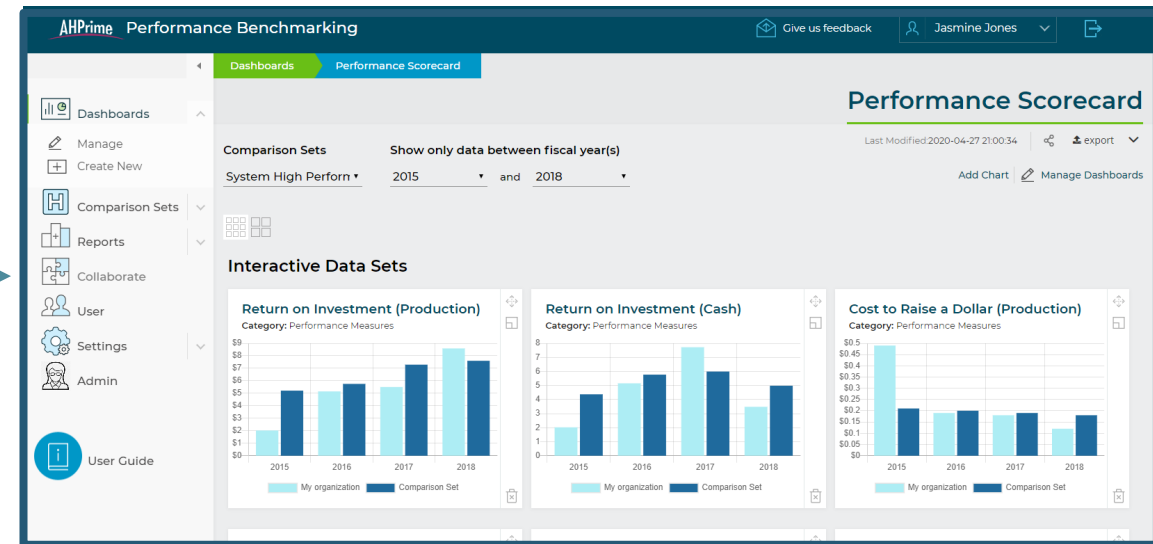 AHPrime Performance Benchmarking
Give us feedback
Jasmine Jones
Dashboards
Performance Scorecard
Dashboards
Manage
Create New
Comparison Sets
Reports
Collaborate
User
Settings
Admin
User Guide
Performance Scorecard
Last Modified:2020-04-27 21:00:34
export
Comparison Sets
Show only data between fiscal year(s)
System High Perforn
2015 and 2018
Add Chart
Manage Dashboards
Interactive Data Sets
Return on Investment (Production)
Category: Performance Measures
$9
$8
$7
$6
$5
$4
$3
$2
$1
$0
2015 2016 2017 2018
My organization Comparison Set
Return on Investment (Cash)
Category: Performance Measures
8
7
6
5
4
3
2
1
0
2015 2016 2017 2018
My organization Comparison Set
Cost to Raise a Dollar (Production)
Category: Performance Measures
$0.5
$0.45
$0.4
$0.35
$0.3
$0.25
$0.2
$0.15
$0.1
$0.05
$0
2015 2016 2017 2018
My organization Comparison Set